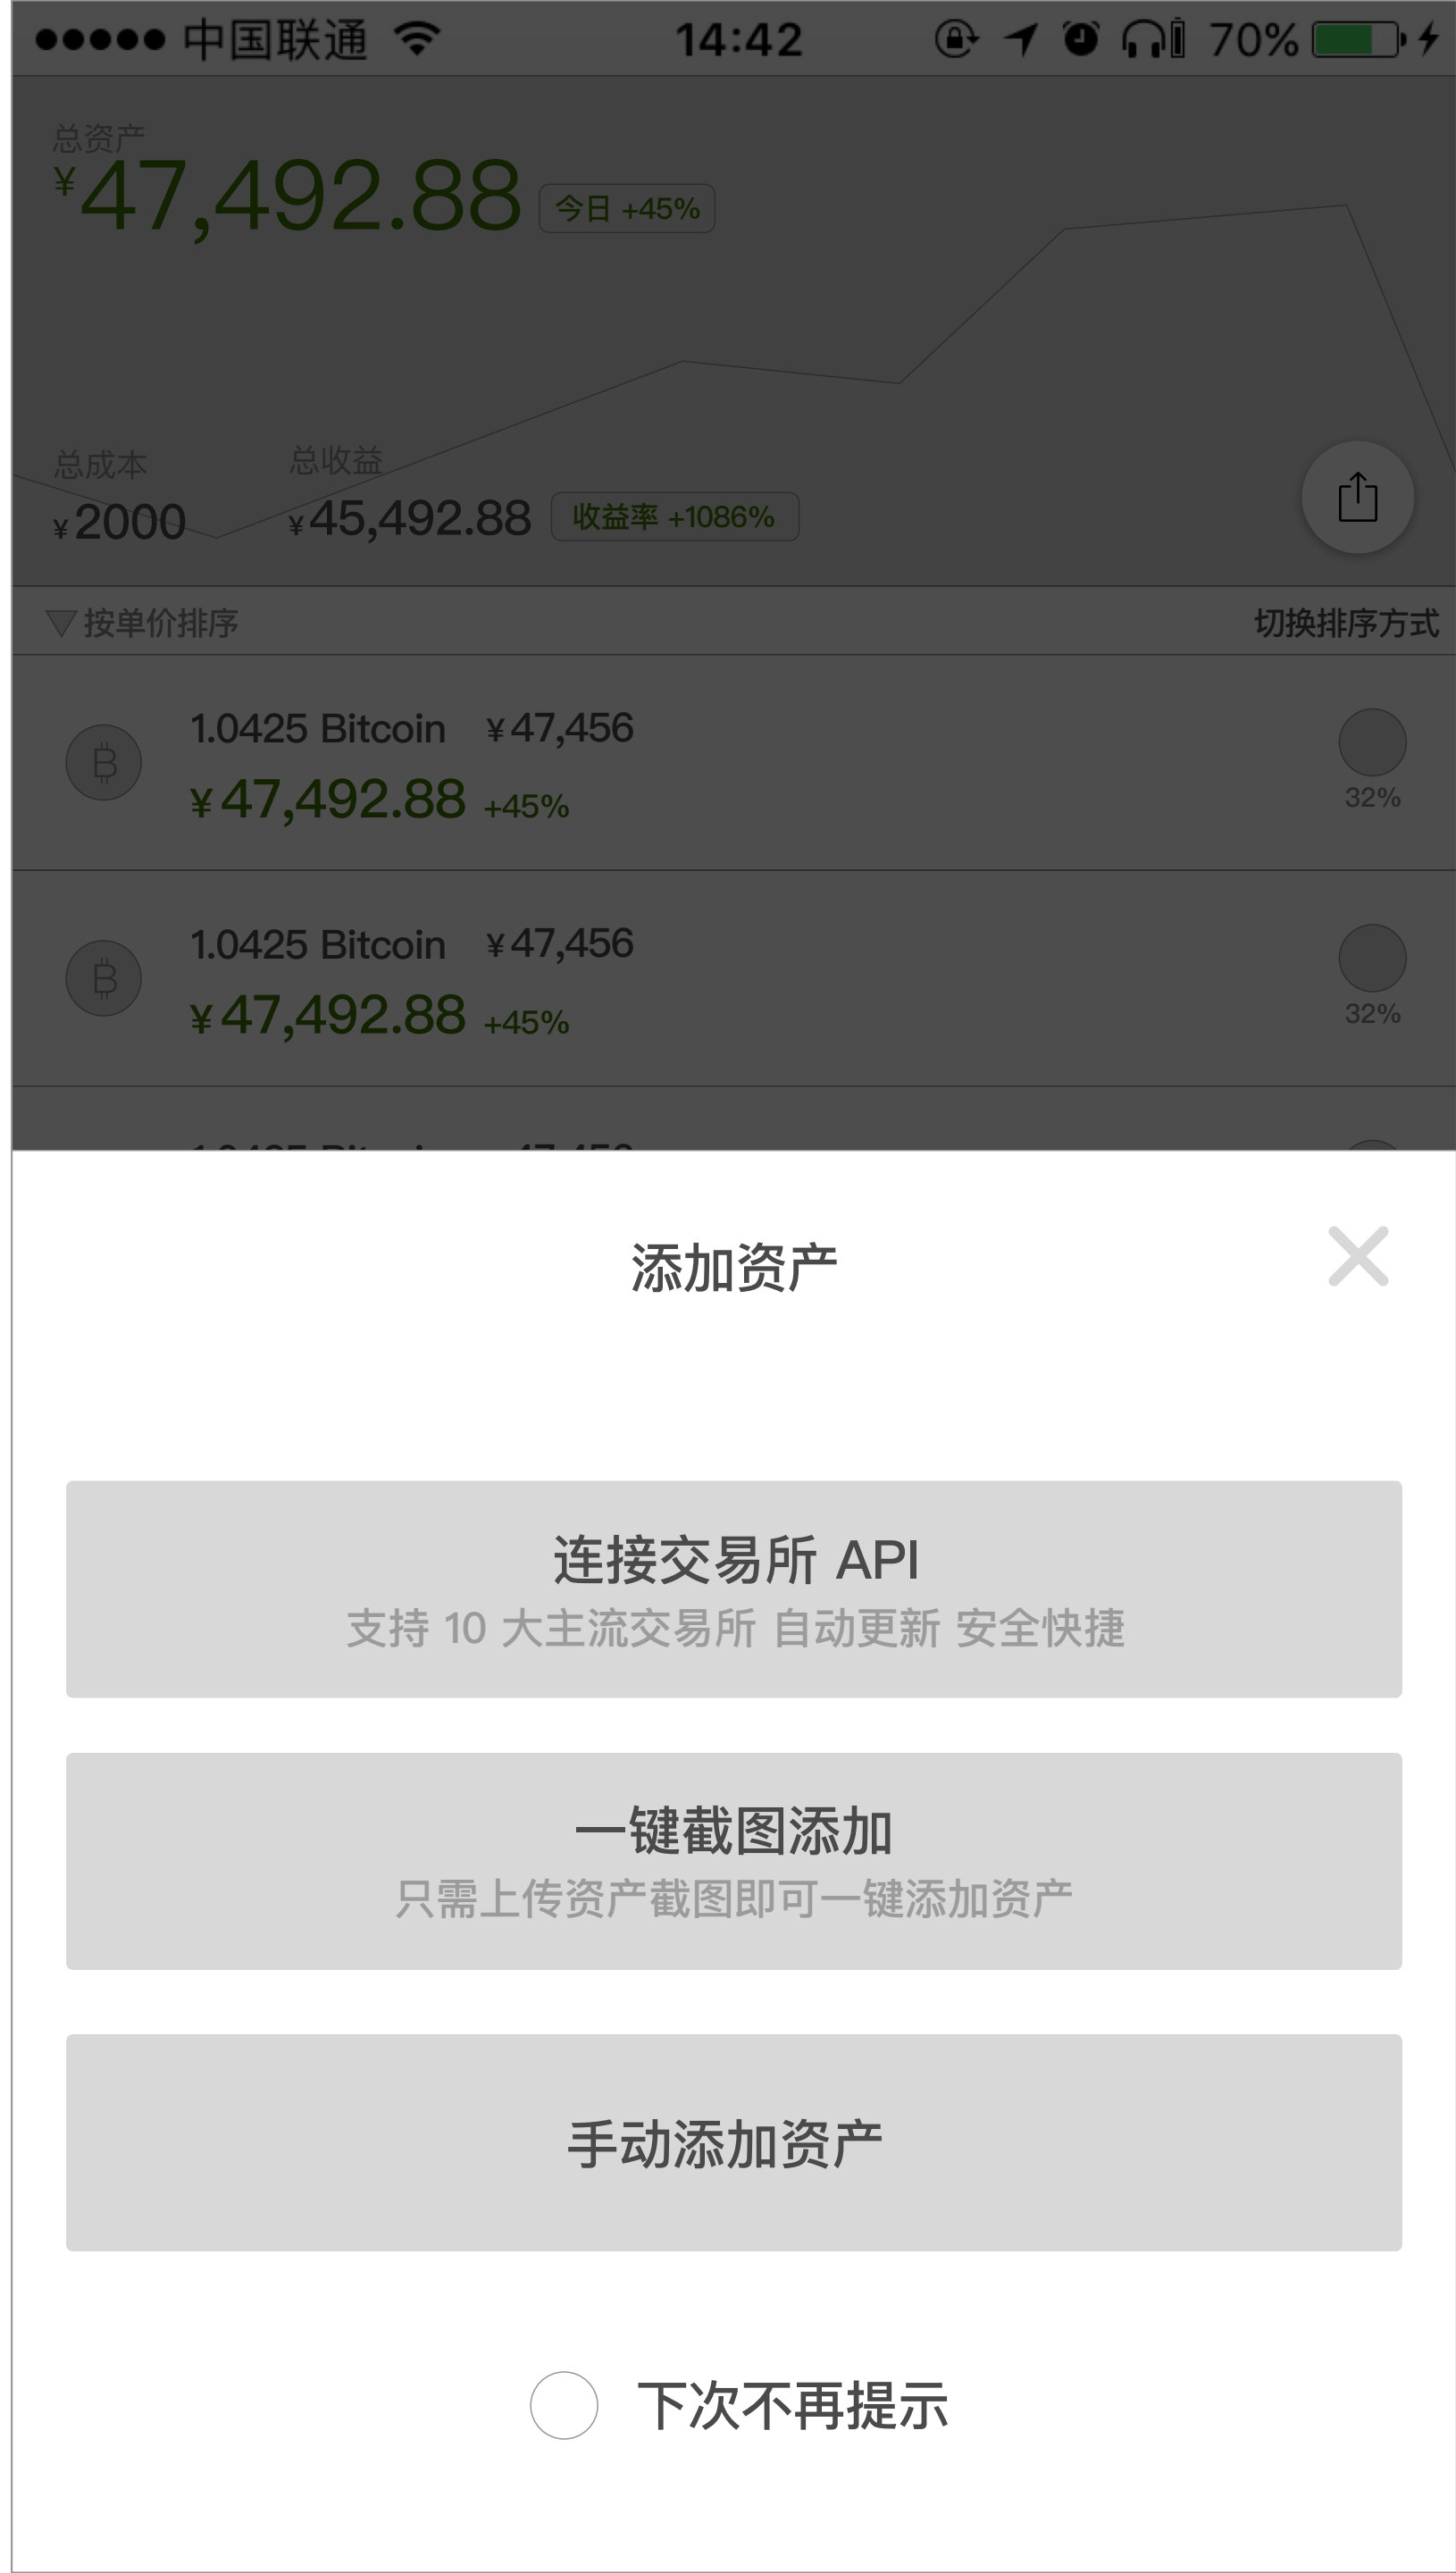 中国联通 14:42 70%
总资产
¥47,492.88 今日 +45%
总成本 总收益
¥2000 ¥45,492.88 收益率 +1086%
按单价排序 切换排序方式
1.0425 Bitcoin ¥47,456
¥47,492.88 +45%
32%
1.0425 Bitcoin ¥47,456
¥47,492.88 +45%
32%
添加资产
连接交易所 API
支持 10 大主流交易所 自动更新 安全快捷
一键截图添加
只需上传资产截图即可一键添加资产
手动添加资产
下次不再提示